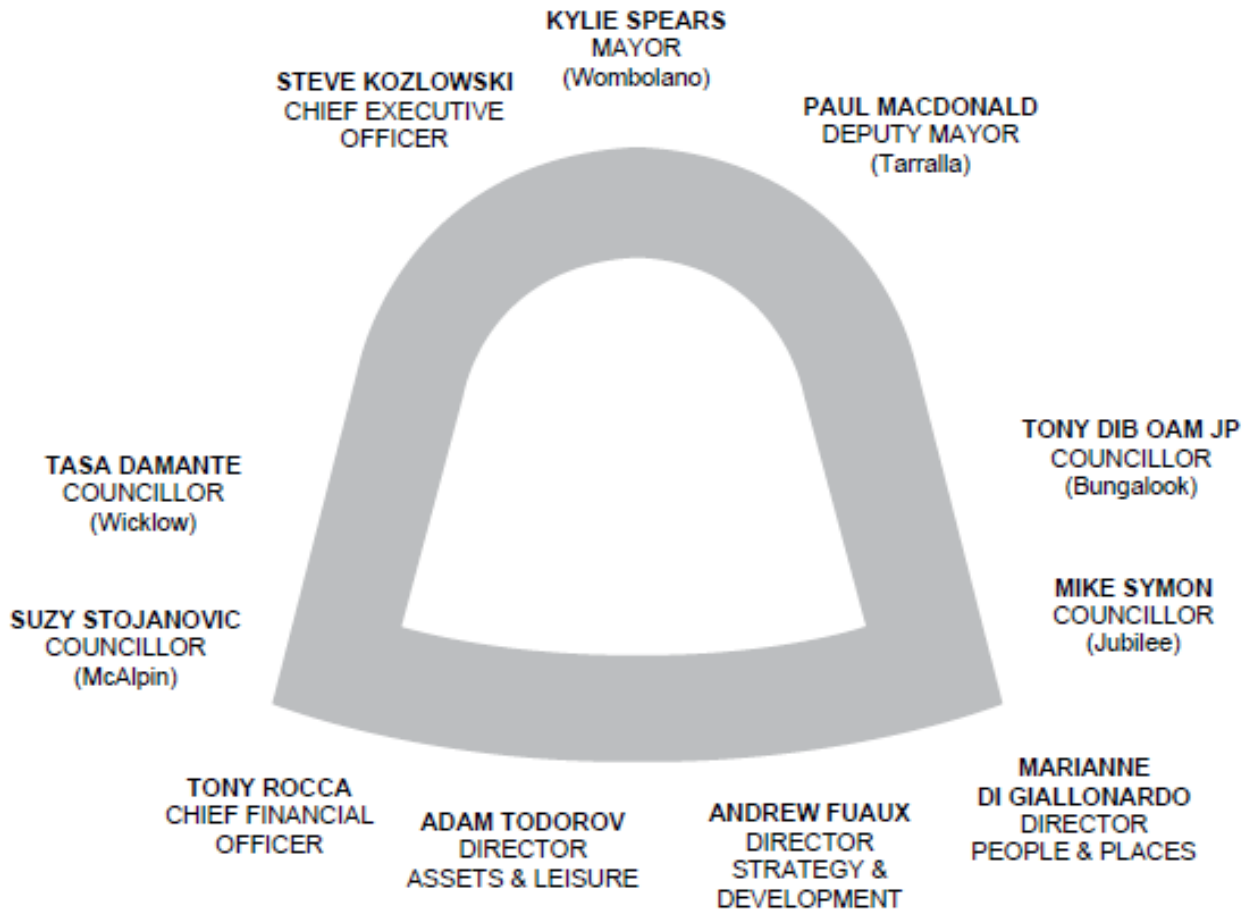 KYLIE SPEARS
MAYOR
(Wombolano)
STEVE KOZLOWSKI
CHIEF EXECUTIVE
OFFICER
PAUL MACDONALD
DEPUTY MAYOR
(Tarralla)
TASA DAMANTE
COUNCILLOR
(Wicklow)
TONY DIB OAM JP
COUNCILLOR
(Bungalook)
SUZY STOJANOVIC
COUNCILLOR
(McAlpin)
MIKE SYMON
COUNCILLOR
(Jubilee)
TONY ROCCA
CHIEF FINANCIAL
OFFICER
ADAM TODOROV
DIRECTOR
ASSETS & LEISURE
ANDREW FUAUX
DIRECTOR
STRATEGY &
DEVELOPMENT
MARIANNE
DI GIALLONARDO
DIRECTOR
PEOPLE & PLACES